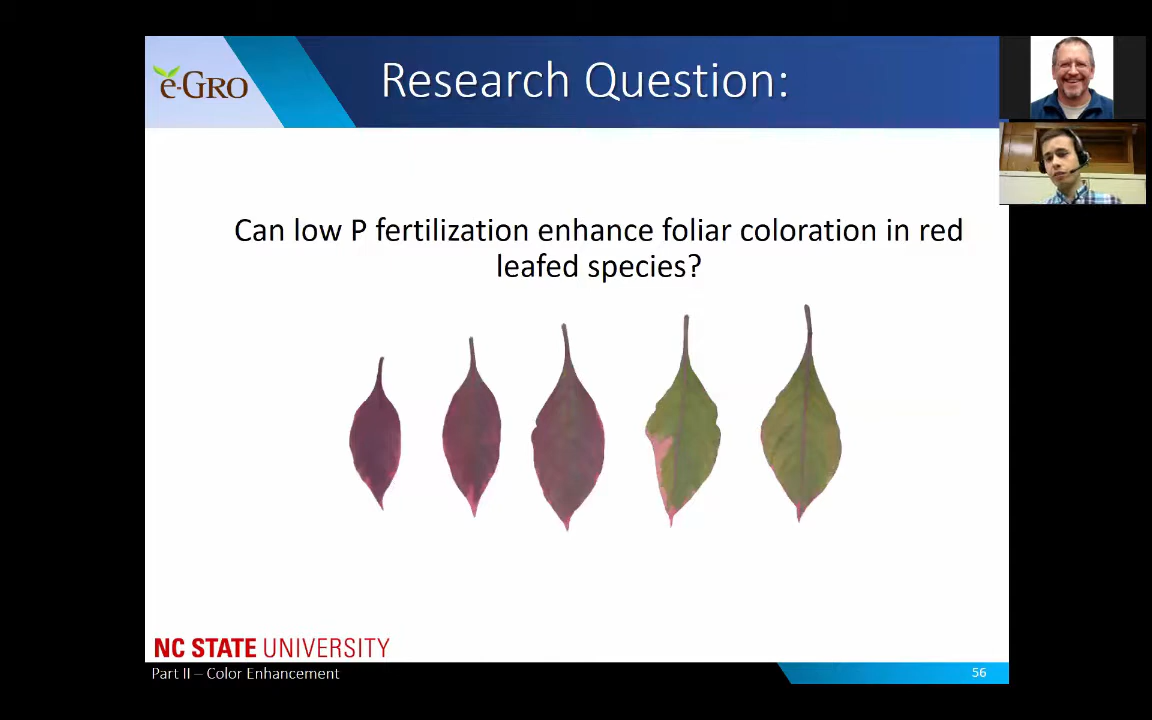 e-GRO
Research Question:
Can low P fertilization enhance foliar coloration in red
leafed species?
NC STATE UNIVERSITY
Part II – Color Enhancement
56